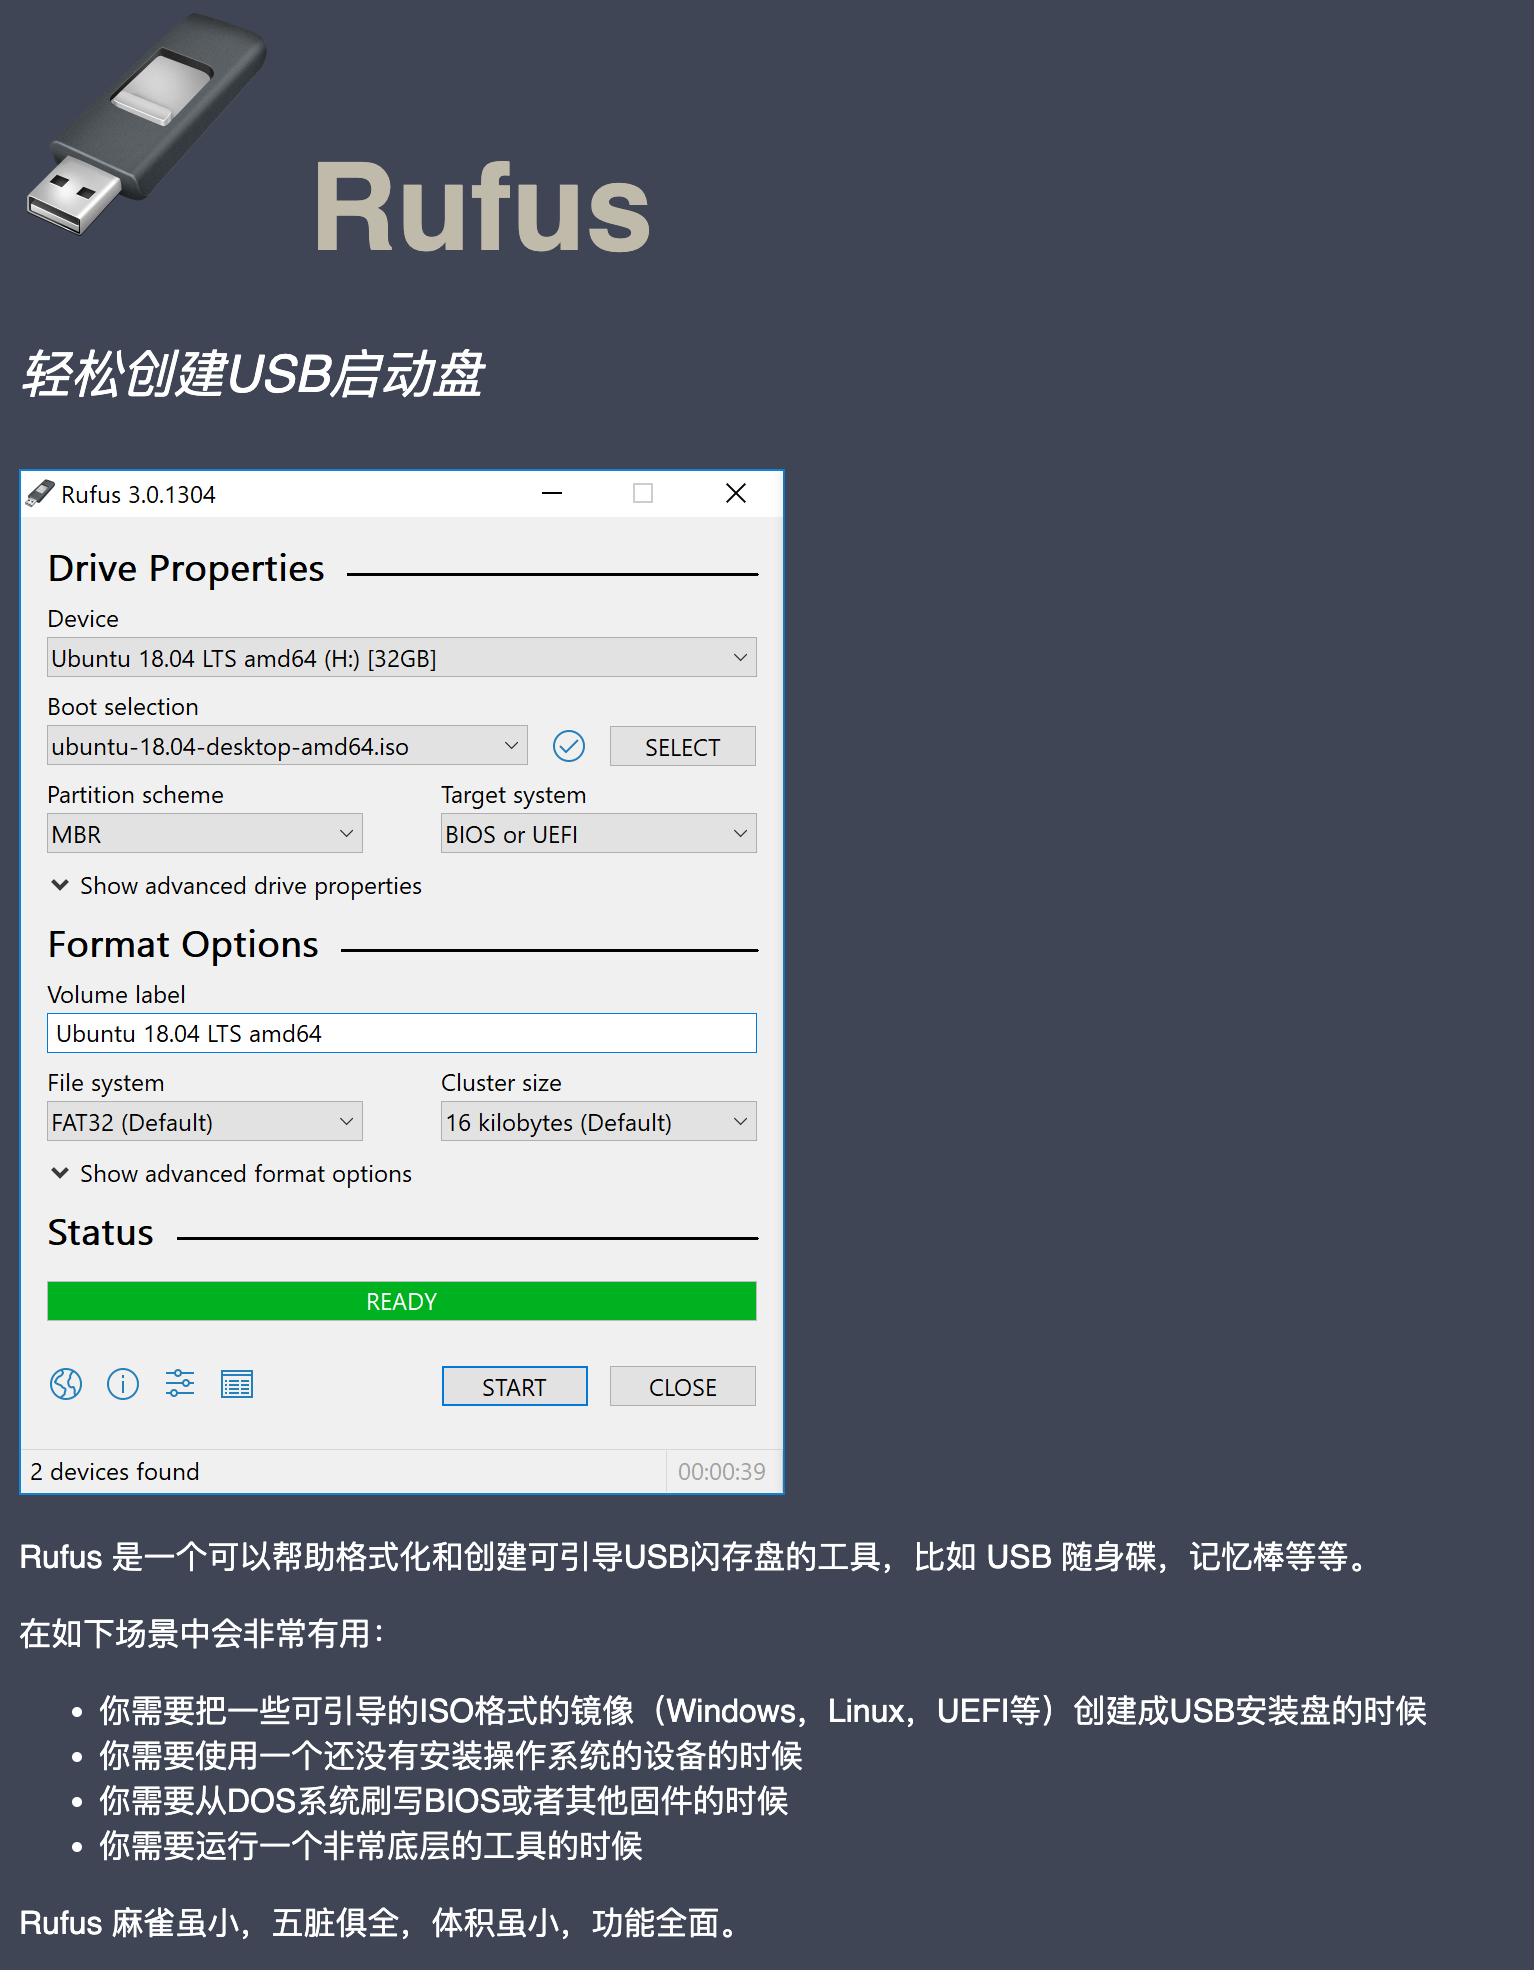 Rufus
轻松创建USB启动盘
Rufus 3.0.1304
Drive Properties
Device
Ubuntu 18.04 LTS amd64 (H:) [32GB]
Boot selection
ubuntu-18.04-desktop-amd64.iso SELECT
Partition scheme Target system
MBR BIOS or UEFI
Show advanced drive properties
Format Options
Volume label
Ubuntu 18.04 LTS amd64
File system Cluster size
FAT32 (Default) 16 kilobytes (Default)
Show advanced format options
Status
READY
START CLOSE
2 devices found 00:00:39
Rufus 是一个可以帮助格式化和创建可引导USB闪存盘的工具，比如 USB 随身碟，记忆棒等等。
在如下场景中会非常有用：
• 你需要把一些可引导的ISO格式的镜像（Windows，Linux，UEFI等）创建成USB安装盘的时候
• 你需要使用一个还没有安装操作系统的设备的时候
• 你需要从DOS系统刷写BIOS或者其他固件的时候
• 你需要运行一个非常底层的工具的时候
Rufus 麻雀虽小，五脏俱全，体积虽小，功能全面。